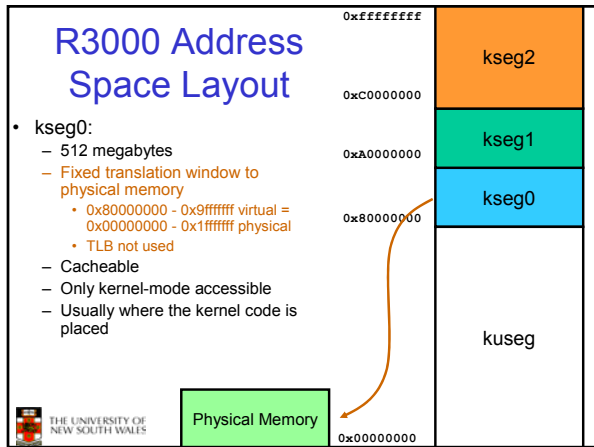 R3000 Address
Space Layout
• kseg0:
– 512 megabytes
– Fixed translation window to
physical memory
• 0x80000000 - 0x9fffffff virtual =
0x00000000 - 0x1fffffff physical
• TLB not used
– Cacheable
– Only kernel-mode accessible
– Usually where the kernel code is
placed
0xffffffff
kseg2
0xC0000000
kseg1
0xA0000000
kseg0
0x80000000
kuseg
Physical Memory
0x00000000
THE UNIVERSITY OF
NEW SOUTH WALES